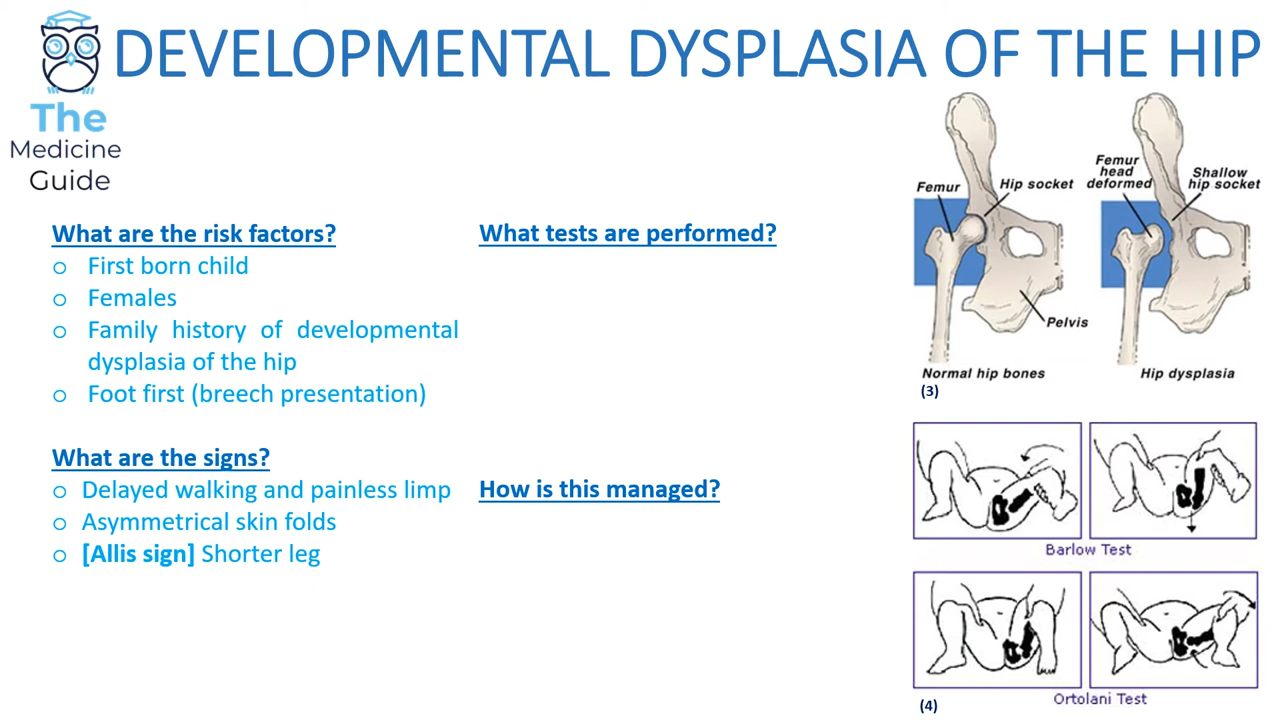 DEVELOPMENTAL DYSPLASIA OF THE HIP
The
Medicine
Guide
What are the risk factors?
o First born child
o Females
o Family history of developmental
dysplasia of the hip
o Foot first (breech presentation)
What are the signs?
o Delayed walking and painless limp
o Asymmetrical skin folds
o [Allis sign] Shorter leg
What tests are performed?
How is this managed?
Femur
Hip socket
Pelvis
Normal hip bones
Femur
head
deformed
Shallow
hip socket
Hip dysplasia
(3)
Barlow Test
Ortolani Test
(4)